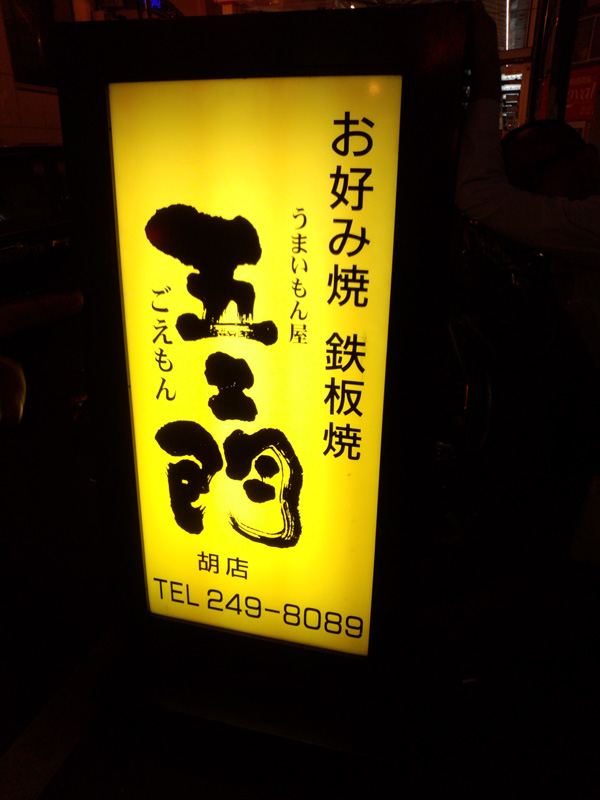 お好み焼 鉄板焼
うまいもん屋
五ェ門
ごえもん
胡店
TEL 249-8089